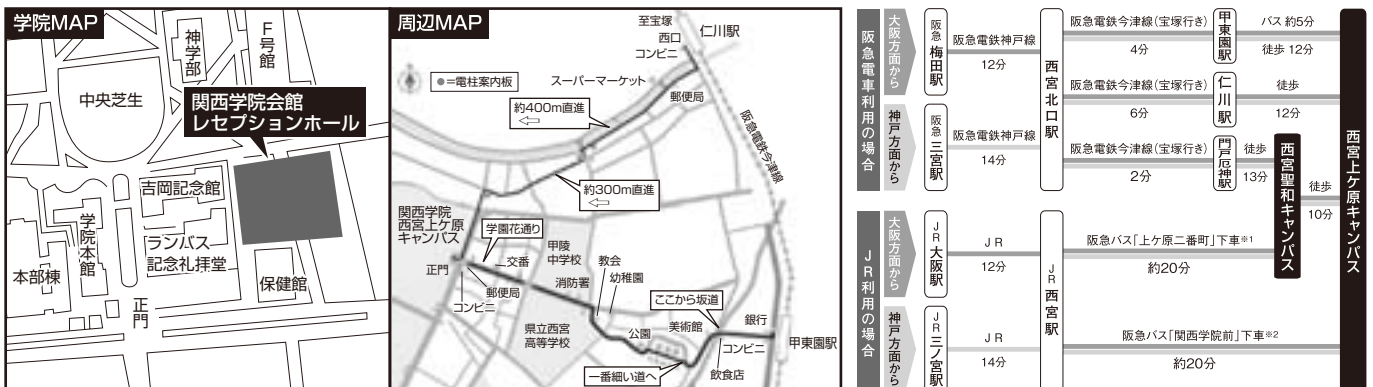 学院MAP
神学部
F号館
中央芝生
関西学院会館
レセプションホール
吉岡記念館
学院本館
ランバス
記念礼拝堂
本部棟
保健館
正門
周辺MAP
至宝塚
仁川駅
西口
コンビニ
●=電柱案内板
スーパーマーケット
郵便局
約400m直進
⇦
阪急電鉄今津線
約300m直進
⇦
関西学院
西宮上ケ原
キャンパス
学園花通り
甲陵
中学校
正門
交番
教会
消防署
幼稚園
郵便局
コンビニ
ここから坂道
県立西宮
高等学校
公園
美術館
銀行
コンビニ
甲東園駅
一番細い道へ
飲食店
阪急電車利用の場合
大阪方面から
阪急 梅田駅
阪急電鉄神戸線
12分
神戸方面から
阪急 三宮駅
阪急電鉄神戸線
14分
西宮北口駅
阪急電鉄今津線(宝塚行き)
4分
甲東園駅
バス 約5分
徒歩 12分
阪急電鉄今津線(宝塚行き)
6分
仁川駅
徒歩
12分
阪急電鉄今津線(宝塚行き)
2分
門戸厄神駅
徒歩
13分
西宮聖和キャンパス
徒歩
10分
西宮上ケ原キャンパス
JR利用の場合
大阪方面から
JR大阪駅
JR
12分
神戸方面から
JR三ノ宮駅
JR
14分
JR西宮駅
阪急バス「上ケ原二番町」下車※1
約20分
阪急バス「関西学院前」下車※2
約20分